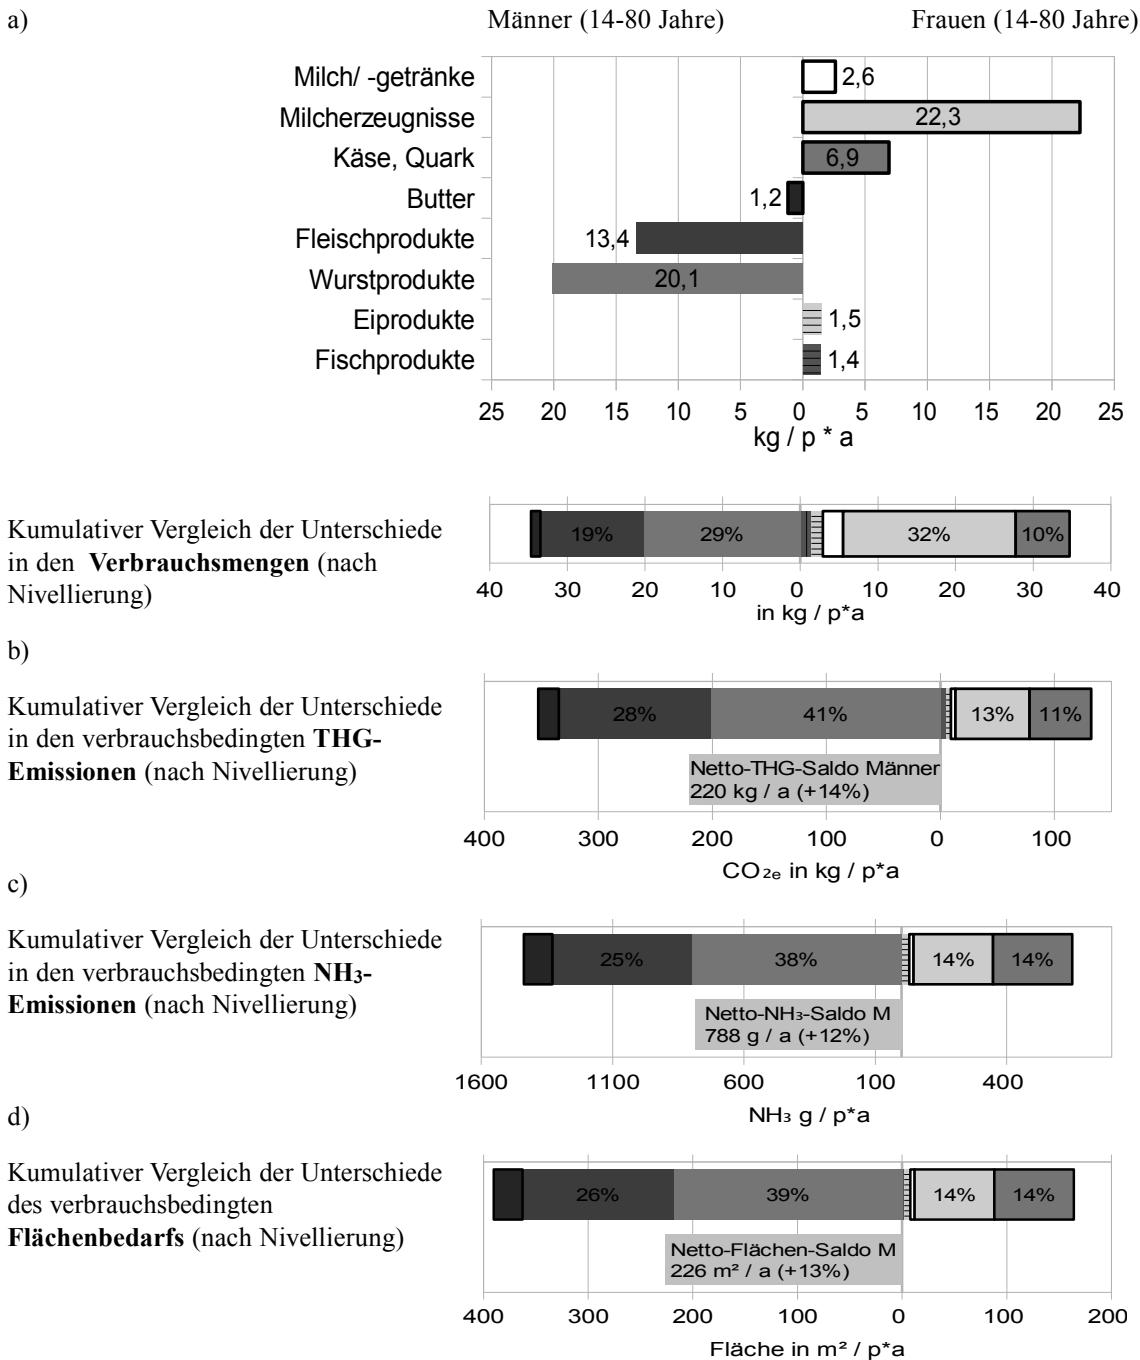 a)
Männer (14-80 Jahre) Frauen (14-80 Jahre)
Milch/ -getränke 2,6
Milcherzeugnisse 22,3
Käse, Quark 6,9
Butter 1,2
Fleischprodukte 13,4
Wurstprodukte 20,1
Eiprodukte 1,5
Fischprodukte 1,4
25 20 15 10 5 0 5 10 15 20 25
kg / p * a
Kumulativer Vergleich der Unterschiede
in den Verbrauchsmengen (nach
Nivellierung)
19% 29% 32% 10%
40 30 20 10 0 10 20 30 40
in kg / p*a
b)
Kumulativer Vergleich der Unterschiede
in den verbrauchsbedingten THG-
Emissionen (nach Nivellierung)
28% 41% 13% 11%
Netto-THG-Saldo Männer
220 kg / a (+14%)
400 300 200 100 0 100
CO₂ₑ in kg / p*a
c)
Kumulativer Vergleich der Unterschiede
in den verbrauchsbedingten NH₃-
Emissionen (nach Nivellierung)
25% 38% 14% 14%
Netto-NH₃-Saldo M
788 g / a (+12%)
1600 1100 600 100 400
NH₃ g / p*a
d)
Kumulativer Vergleich der Unterschiede
des verbrauchsbedingten
Flächenbedarfs (nach Nivellierung)
26% 39% 14% 14%
Netto-Flächen-Saldo M
226 m² / a (+13%)
400 300 200 100 0 100 200
Fläche in m² / p*a